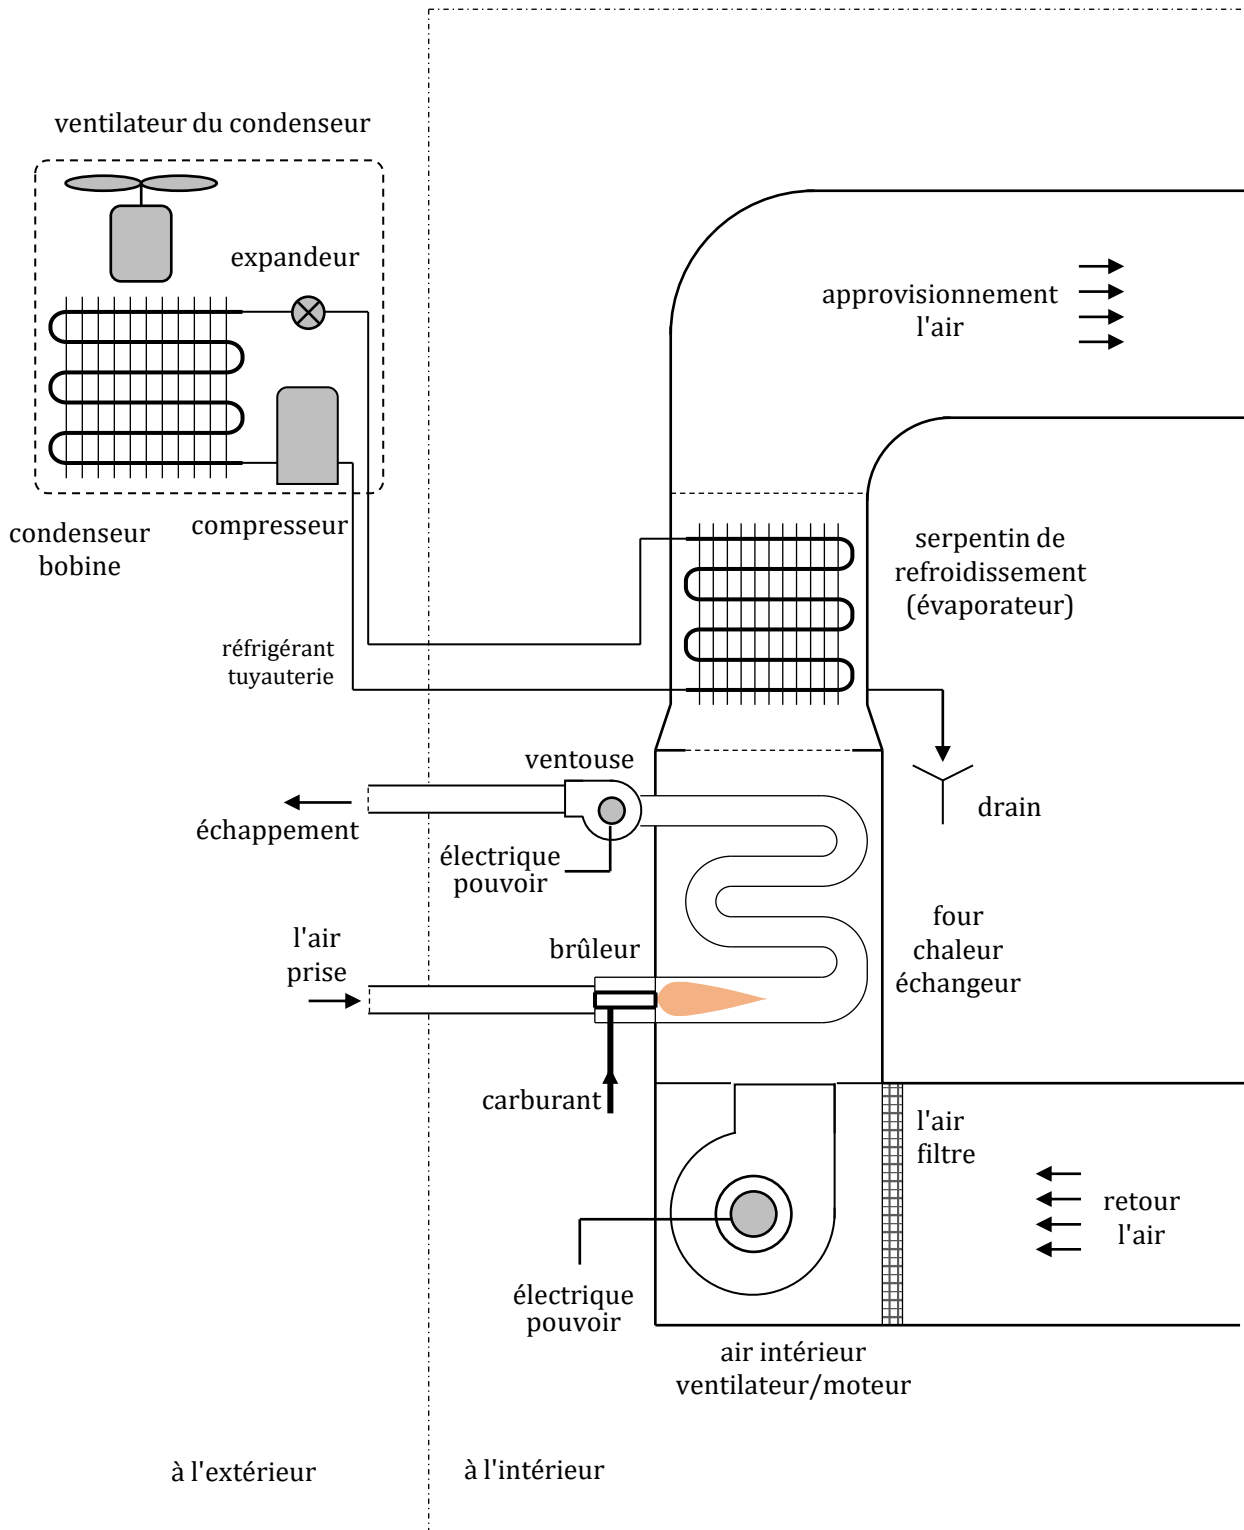 ventilateur du condenseur
expandeur
approvisionnement
l'air
compresseur
condenseur
bobine
serpentin de
refroidissement
(évaporateur)
réfrigérant
tuyauterie
ventouse
échappement
drain
électrique
pouvoir
l'air
prise
brûleur
four
chaleur
échangeur
carburant
l'air
filtre
retour
l'air
électrique
pouvoir
air intérieur
ventilateur/moteur
à l'extérieur
à l'intérieur